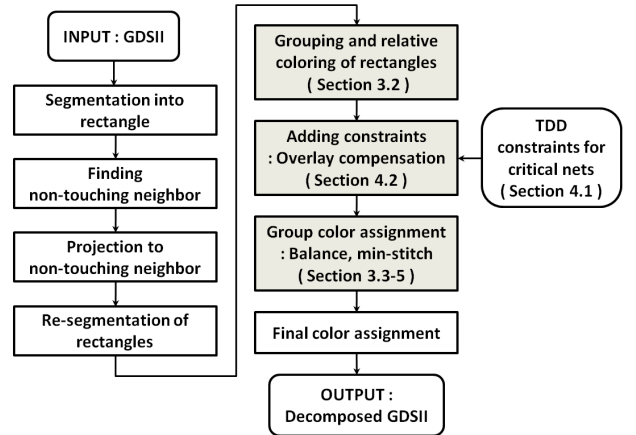 INPUT : GDSII
Segmentation into
rectangle
Finding
non-touching neighbor
Projection to
non-touching neighbor
Re-segmentation of
rectangles
Grouping and relative
coloring of rectangles
( Section 3.2 )
Adding constraints
: Overlay compensation
( Section 4.2 )
TDD
constraints for
critical nets
( Section 4.1 )
Group color assignment
: Balance, min-stitch
( Section 3.3-5 )
Final color assignment
OUTPUT :
Decomposed GDSII